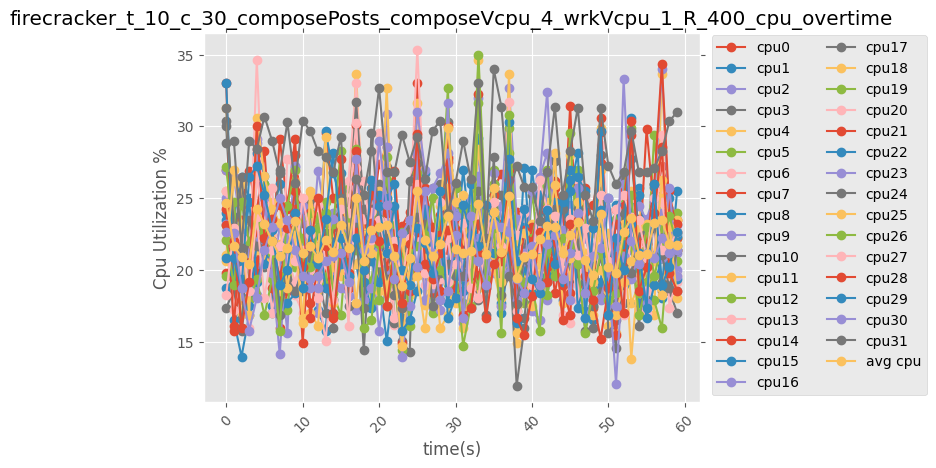 firecracker_t_10_c_30_composePosts_composeVcpu_4_wrkVcpu_1_R_400_cpu_overtime
Cpu Utilization %
35
30
25
20
15
0
10
20
30
40
50
60
time(s)
cpu0
cpu1
cpu2
cpu3
cpu4
cpu5
cpu6
cpu7
cpu8
cpu9
cpu10
cpu11
cpu12
cpu13
cpu14
cpu15
cpu16
cpu17
cpu18
cpu19
cpu20
cpu21
cpu22
cpu23
cpu24
cpu25
cpu26
cpu27
cpu28
cpu29
cpu30
cpu31
avg cpu